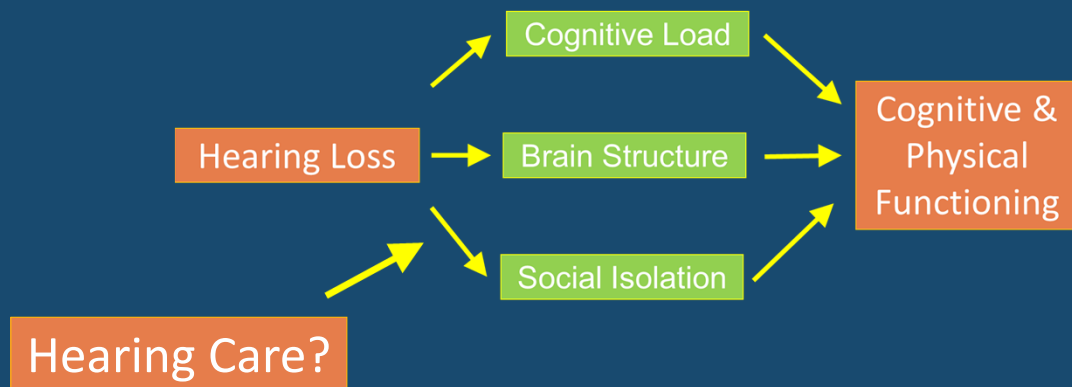 Cognitive Load
Hearing Loss
Brain Structure
Cognitive &
Physical
Functioning
Social Isolation
Hearing Care?